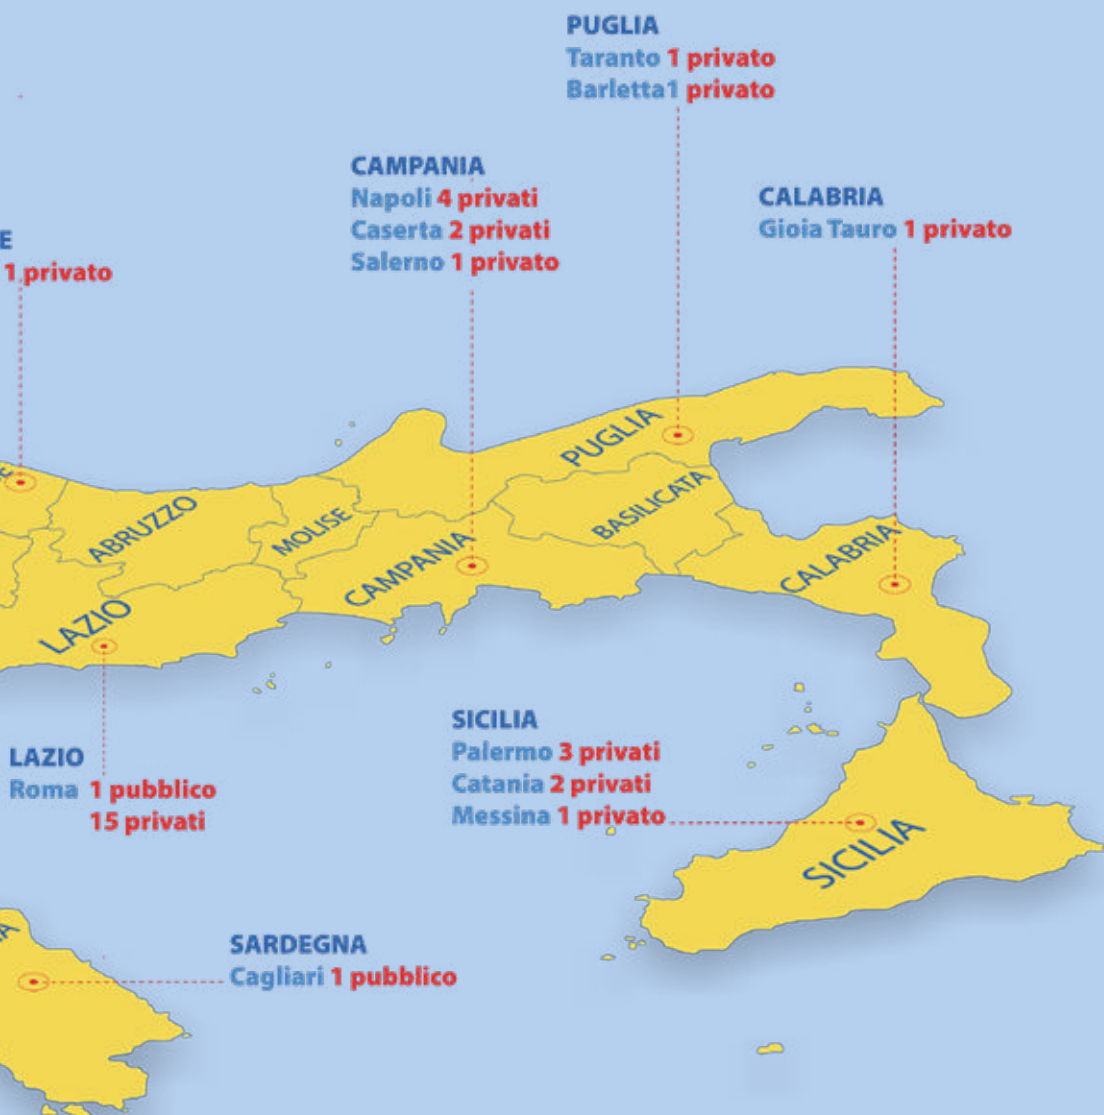 PUGLIA
Taranto 1 privato
Barletta1 privato
CAMPANIA
Napoli 4 privati
Caserta 2 privati
Salerno 1 privato
CALABRIA
Gioia Tauro 1 privato
E
1 privato
PUGLIA
BASILICATA
ABRUZZO
MOLISE
CAMPANIA
CALABRIA
LAZIO
LAZIO
Roma 1 pubblico
15 privati
SICILIA
Palermo 3 privati
Catania 2 privati
Messina 1 privato
SICILIA
SARDEGNA
Cagliari 1 pubblico